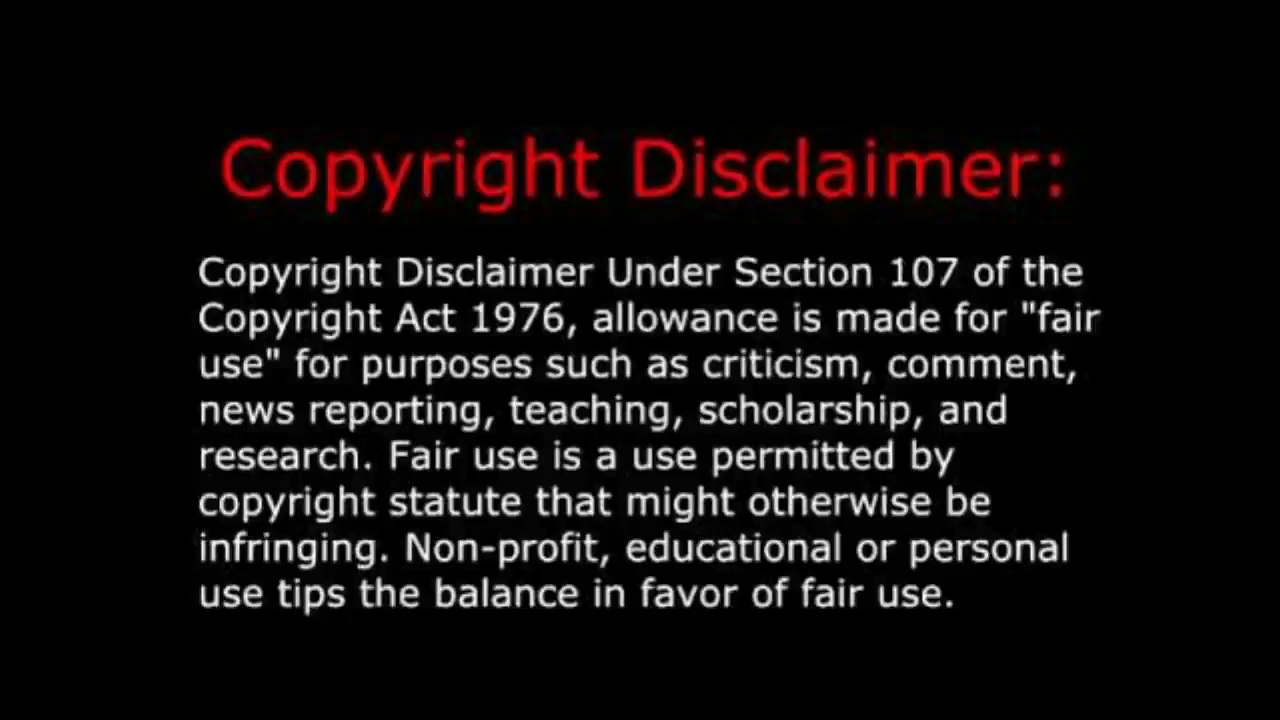 Copyright Disclaimer:
Copyright Disclaimer Under Section 107 of the
Copyright Act 1976, allowance is made for "fair
use" for purposes such as criticism, comment,
news reporting, teaching, scholarship, and
research. Fair use is a use permitted by
copyright statute that might otherwise be
infringing. Non-profit, educational or personal
use tips the balance in favor of fair use.